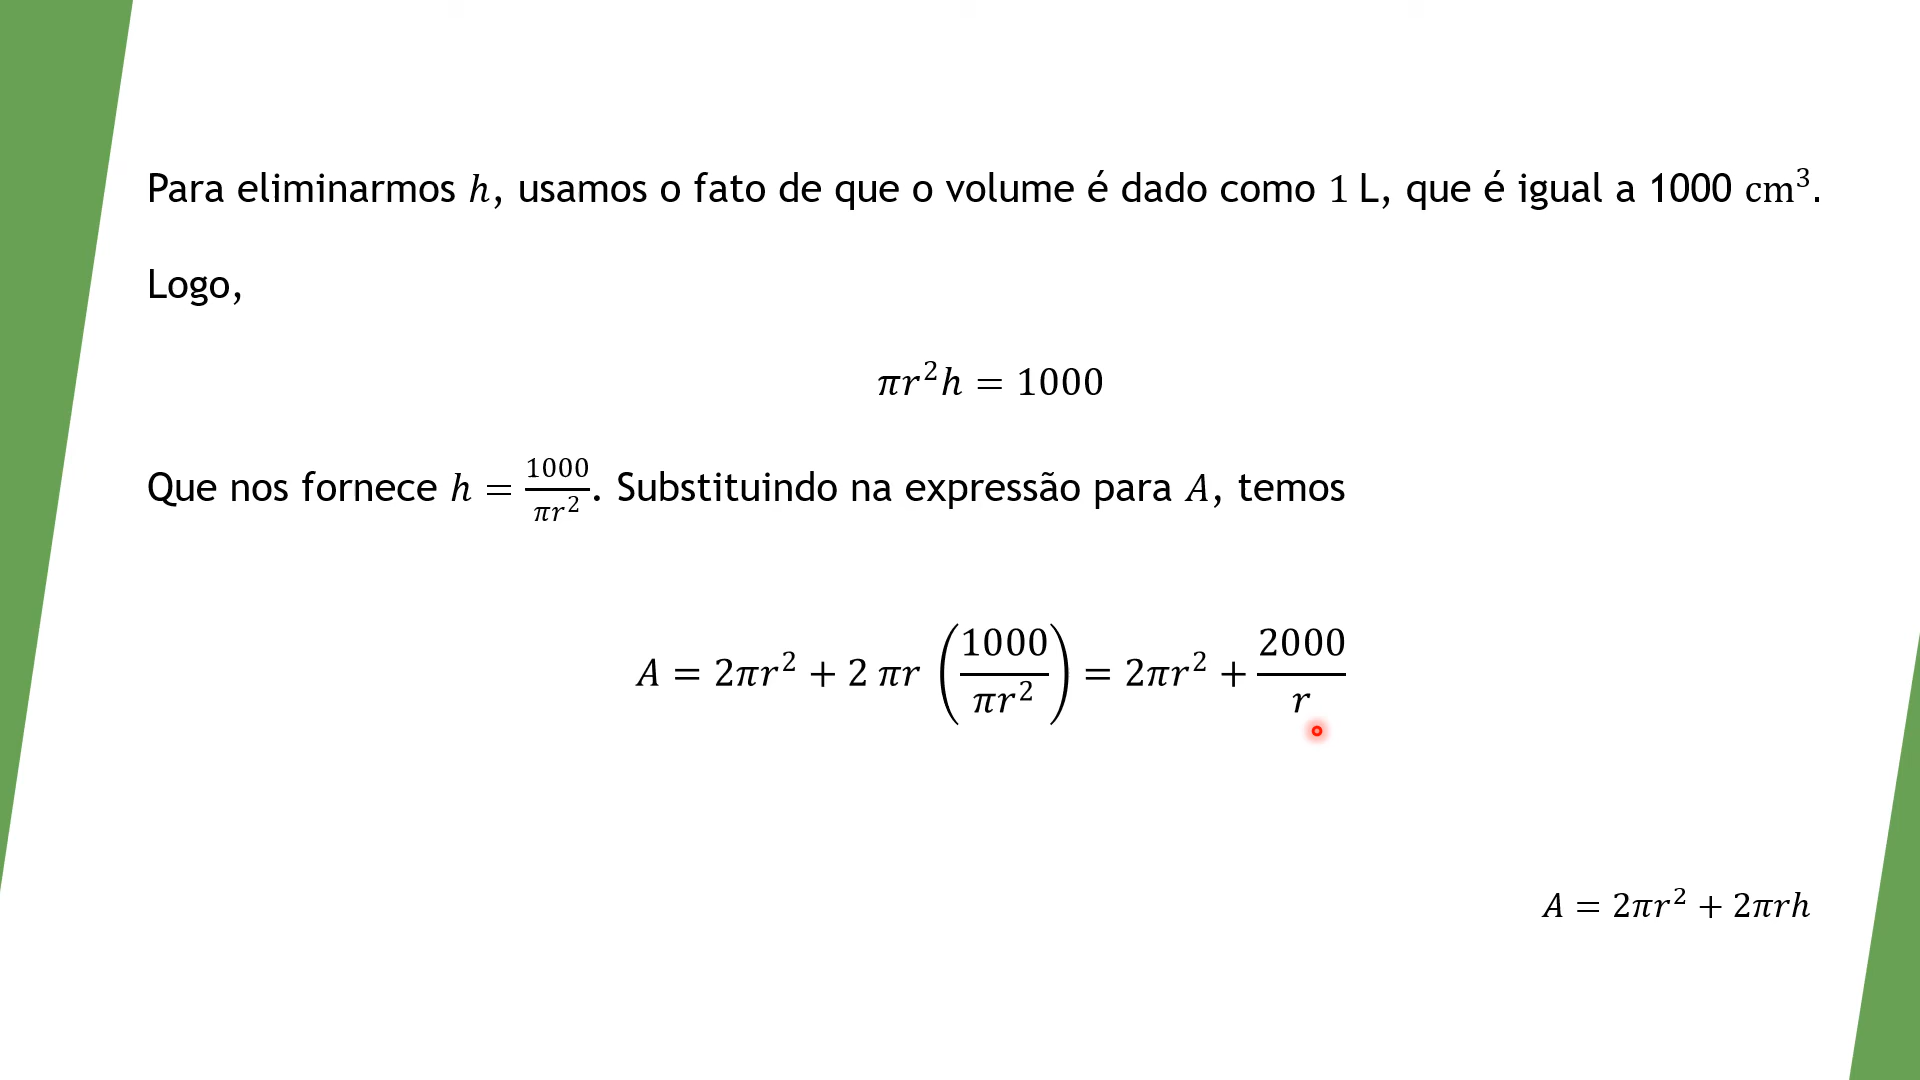 Para eliminarmos ℎ, usamos o fato de que o volume é dado como 1 L, que é igual a 1000 cm³.
Logo,
𝜋𝑟²ℎ = 1000
Que nos fornece ℎ = 1000/𝜋𝑟². Substituindo na expressão para 𝐴, temos
𝐴 = 2𝜋𝑟² + 2 𝜋𝑟 (1000/𝜋𝑟²) = 2𝜋𝑟² + 2000/𝑟
𝐴 = 2𝜋𝑟² + 2𝜋𝑟ℎ